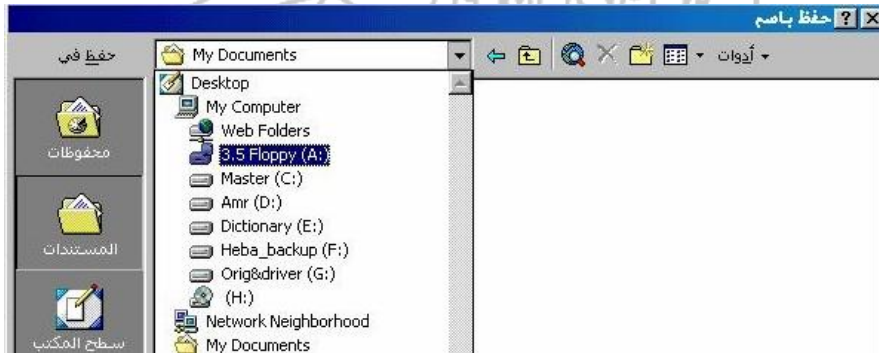 حفظ باسم
حفظ في
My Documents
أدوات
Desktop
My Computer
Web Folders
3.5 Floppy (A:)
Master (C:)
Amr (D:)
Dictionary (E:)
Heba_backup (F:)
Orig&driver (G:)
(H:)
Network Neighborhood
My Documents
محفوظات
المستندات
سطح المكتب